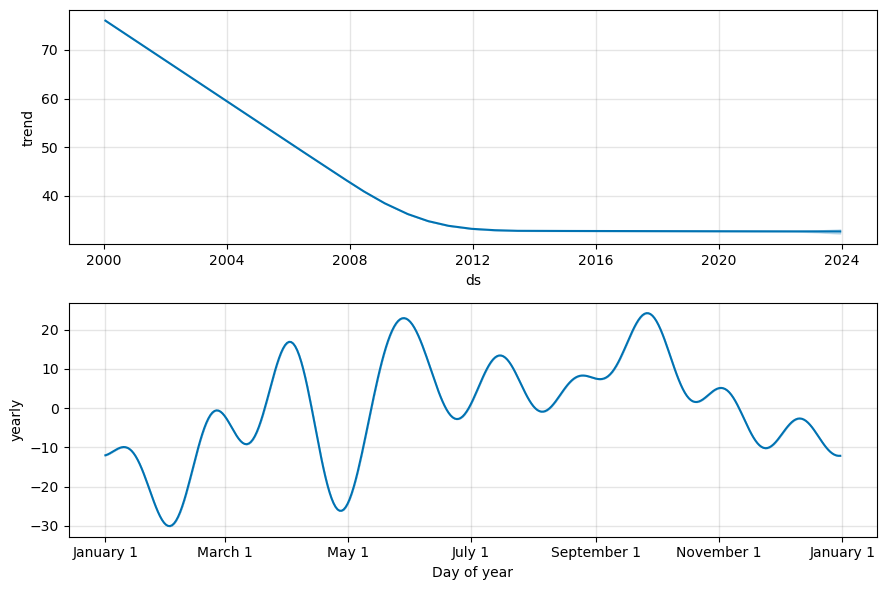 70
60
50
40
trend
2000 2004 2008 2012 2016 2020 2024
ds
20
10
0
−10
−20
−30
yearly
January 1 March 1 May 1 July 1 September 1 November 1 January 1
Day of year